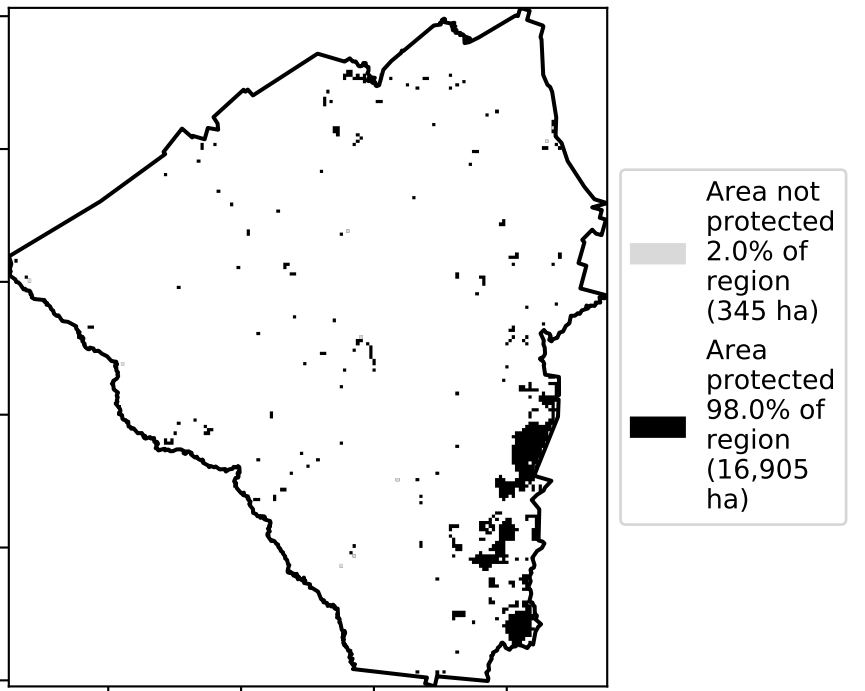 Area not
protected
2.0% of
region
(345 ha)
Area
protected
98.0% of
region
(16,905
ha)